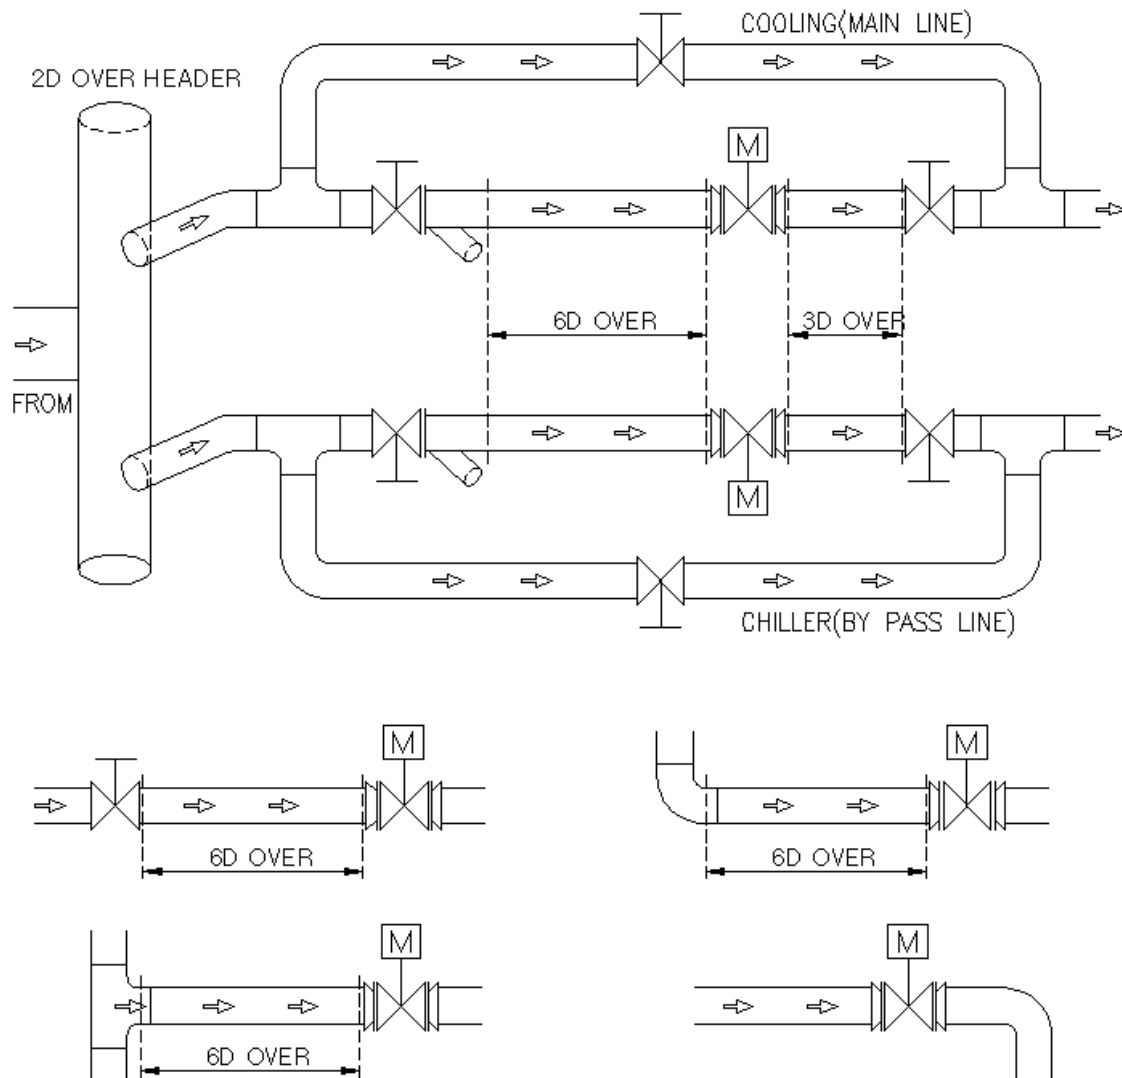 COOLING(MAIN LINE)
2D OVER HEADER
M
6D OVER
3D OVER
FROM
M
CHILLER(BY PASS LINE)
M
M
6D OVER
6D OVER
M
M
6D OVER